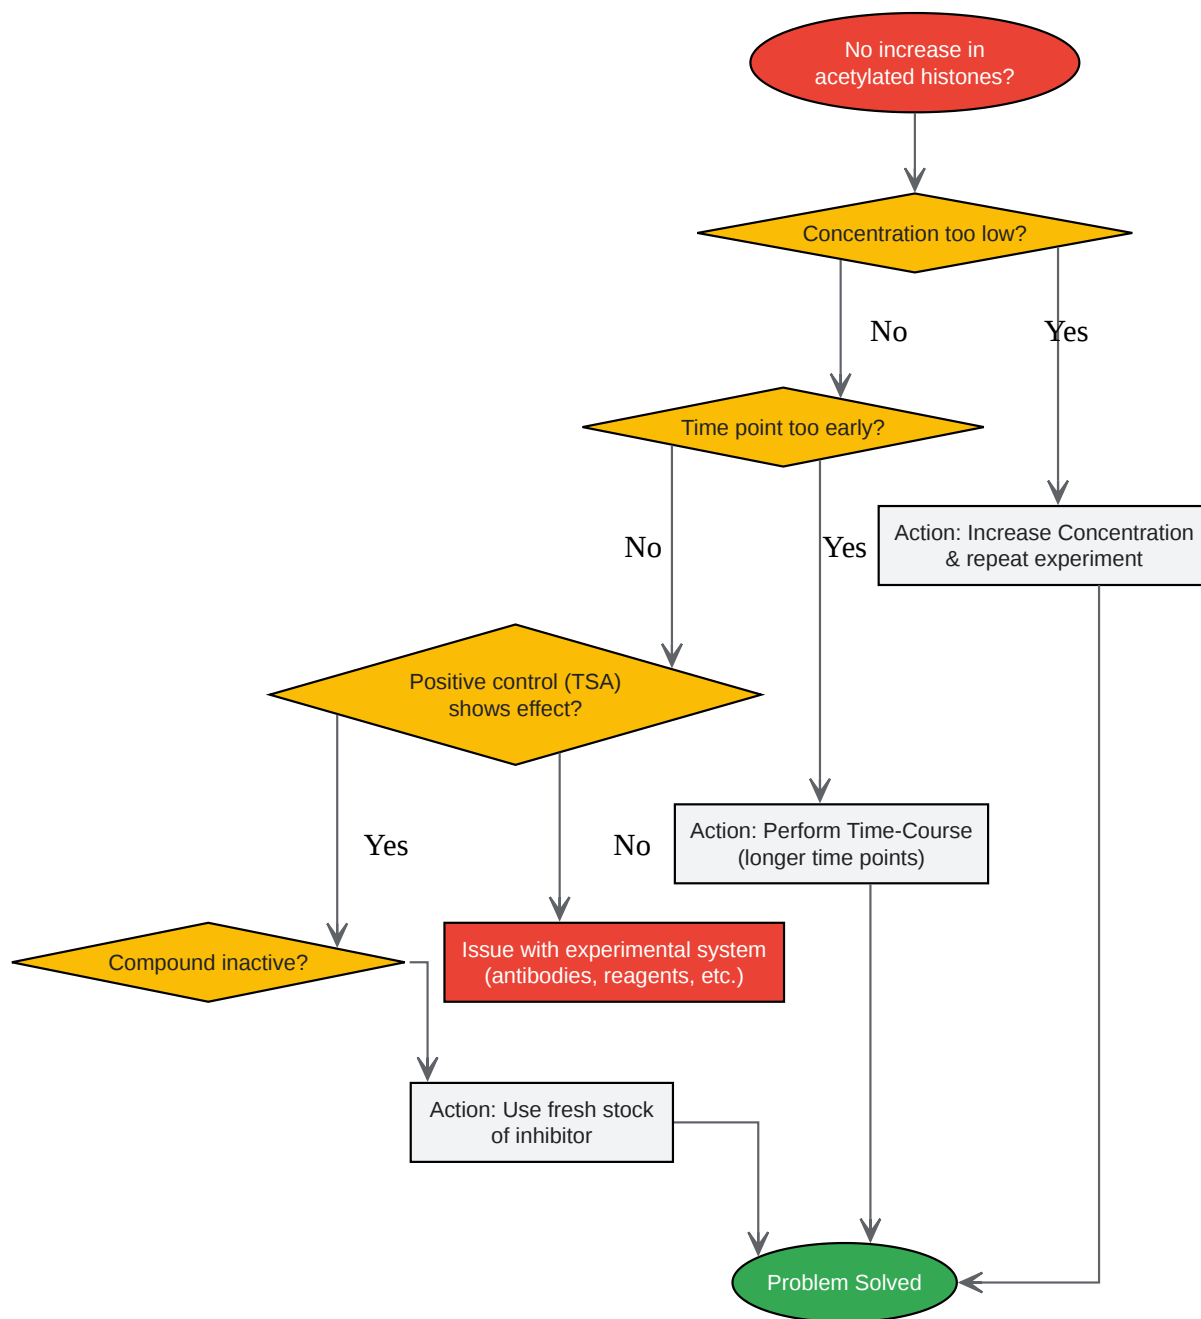 No increase in
acetylated histones?
Concentration too low?
No
Yes
Time point too early?
No
Yes
Action: Increase Concentration
& repeat experiment
Positive control (TSA)
shows effect?
Yes
No
Action: Perform Time-Course
(longer time points)
Compound inactive?
Issue with experimental system
(antibodies, reagents, etc.)
Action: Use fresh stock
of inhibitor
Problem Solved